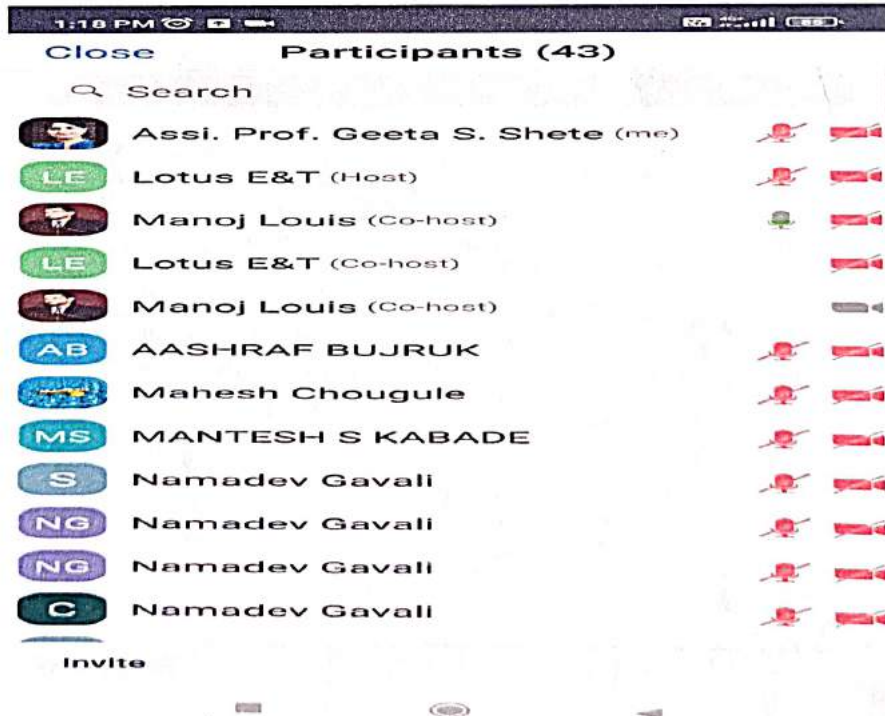 1:18 PM
Close Participants (43)
Search
Assi. Prof. Geeta S. Shete (me)
LE Lotus E&T (Host)
Manoj Louis (Co-host)
LE Lotus E&T (Co-host)
Manoj Louis (Co-host)
AB AASHRAF BUJRUK
Mahesh Chougule
MS MANTESH S KABADE
S Namadev Gavali
NG Namadev Gavali
NG Namadev Gavali
C Namadev Gavali
Invite